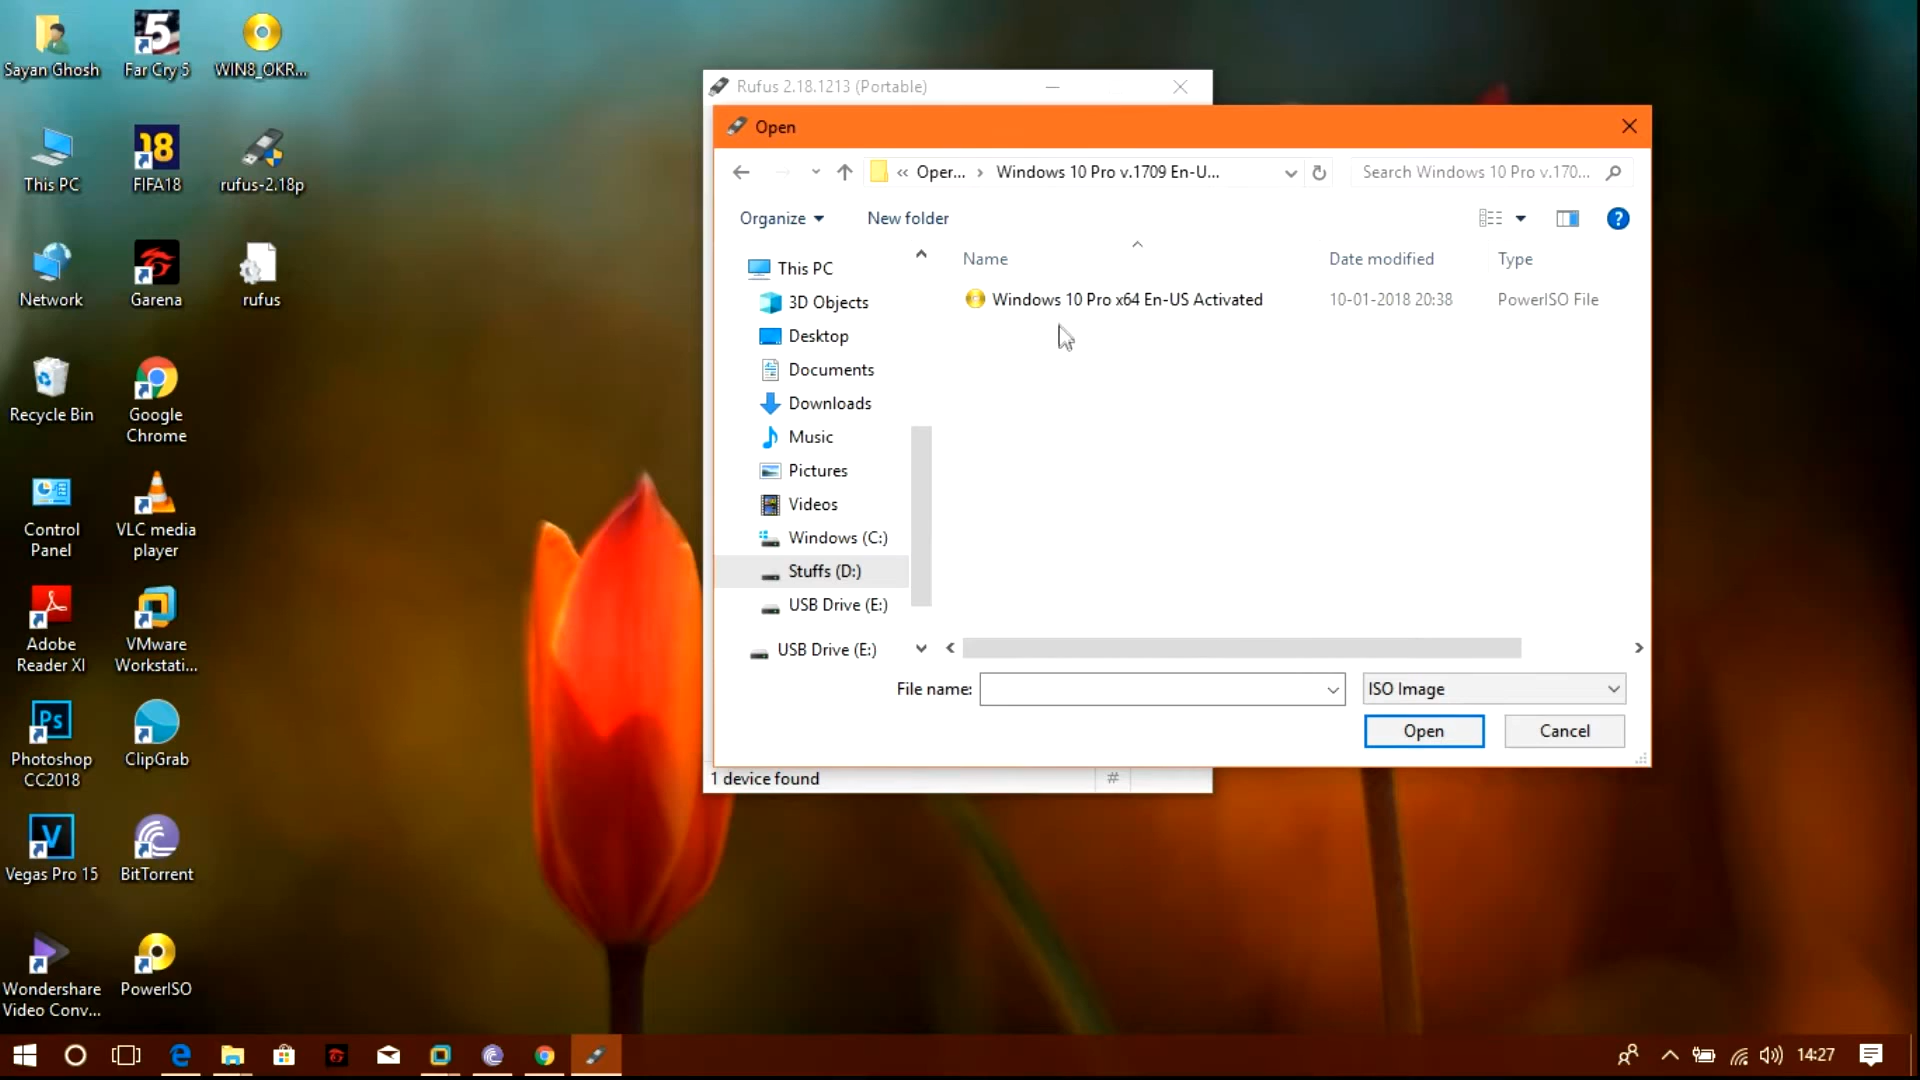 Sayan Ghosh
Far Cry 5
WIN8_OKR...
This PC
FIFA18
rufus-2.18p
Network
Garena
rufus
Recycle Bin
Google
Chrome
Control
Panel
VLC media
player
Adobe
Reader XI
VMware
Workstati...
Photoshop
CC2018
ClipGrab
Vegas Pro 15
BitTorrent
Wondershare
Video Conv...
PowerISO
Rufus 2.18.1213 (Portable)
Open
« Oper... › Windows 10 Pro v.1709 En-U...
Search Windows 10 Pro v.170...
Organize
New folder
Name
Date modified
Type
Windows 10 Pro x64 En-US Activated
10-01-2018 20:38
PowerISO File
This PC
3D Objects
Desktop
Documents
Downloads
Music
Pictures
Videos
Windows (C:)
Stuffs (D:)
USB Drive (E:)
USB Drive (E:)
File name:
ISO Image
Open
Cancel
1 device found
#
14:27